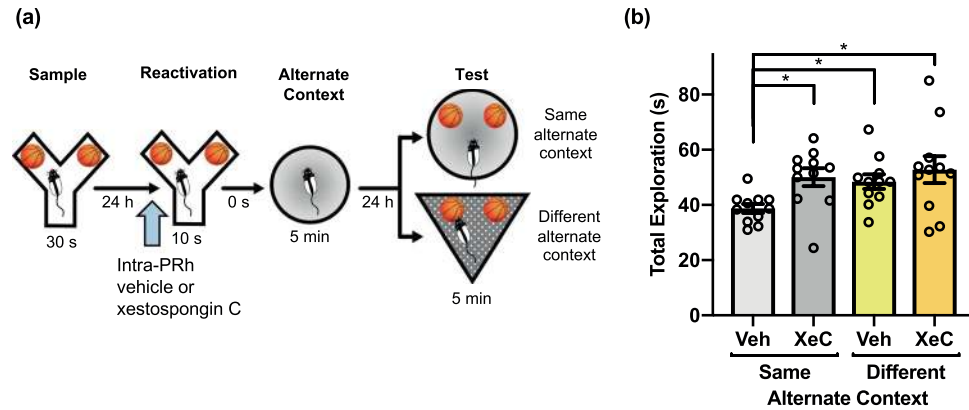 (a)
Sample
Reactivation
Alternate
Context
Test
24 h
0 s
24 h
30 s
10 s
5 min
Same
alternate
context
Different
alternate
context
5 min
Intra-PRh
vehicle or
xestospongin C
(b)
*
*
*
Total Exploration (s)
80
60
40
20
0
Veh XeC Veh XeC
Same Different
Alternate Context